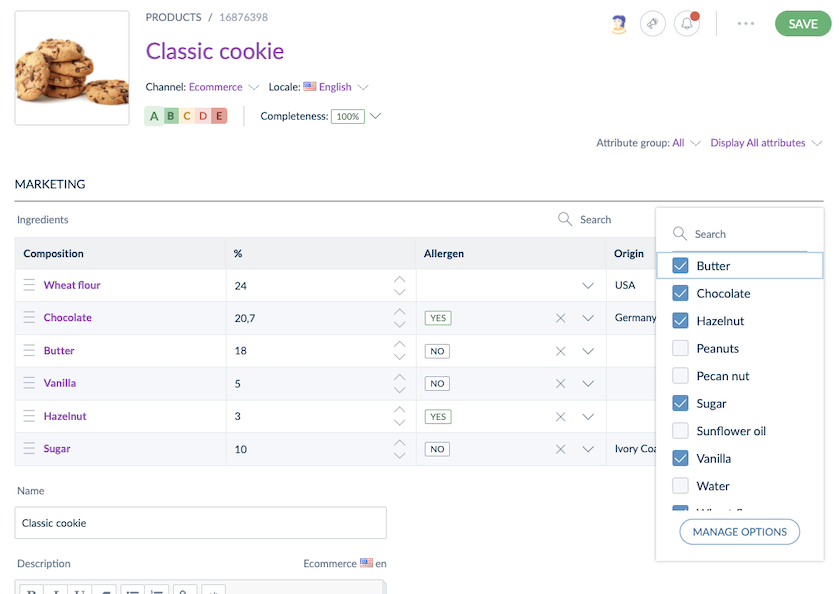 PRODUCTS / 16876398
SAVE
Classic cookie
Channel: Ecommerce Locale: English
A B C D E Completeness: 100%
Attribute group: All Display All attributes
MARKETING
Ingredients Search
Composition % Allergen Origin
Wheat flour 24 USA
Chocolate 20,7 YES Germany
Butter 18 NO
Vanilla 5 NO
Hazelnut 3 YES
Sugar 10 NO Ivory Coa
Search
Butter
Chocolate
Hazelnut
Peanuts
Pecan nut
Sugar
Sunflower oil
Vanilla
Water
MANAGE OPTIONS
Name
Classic cookie
Description Ecommerce en